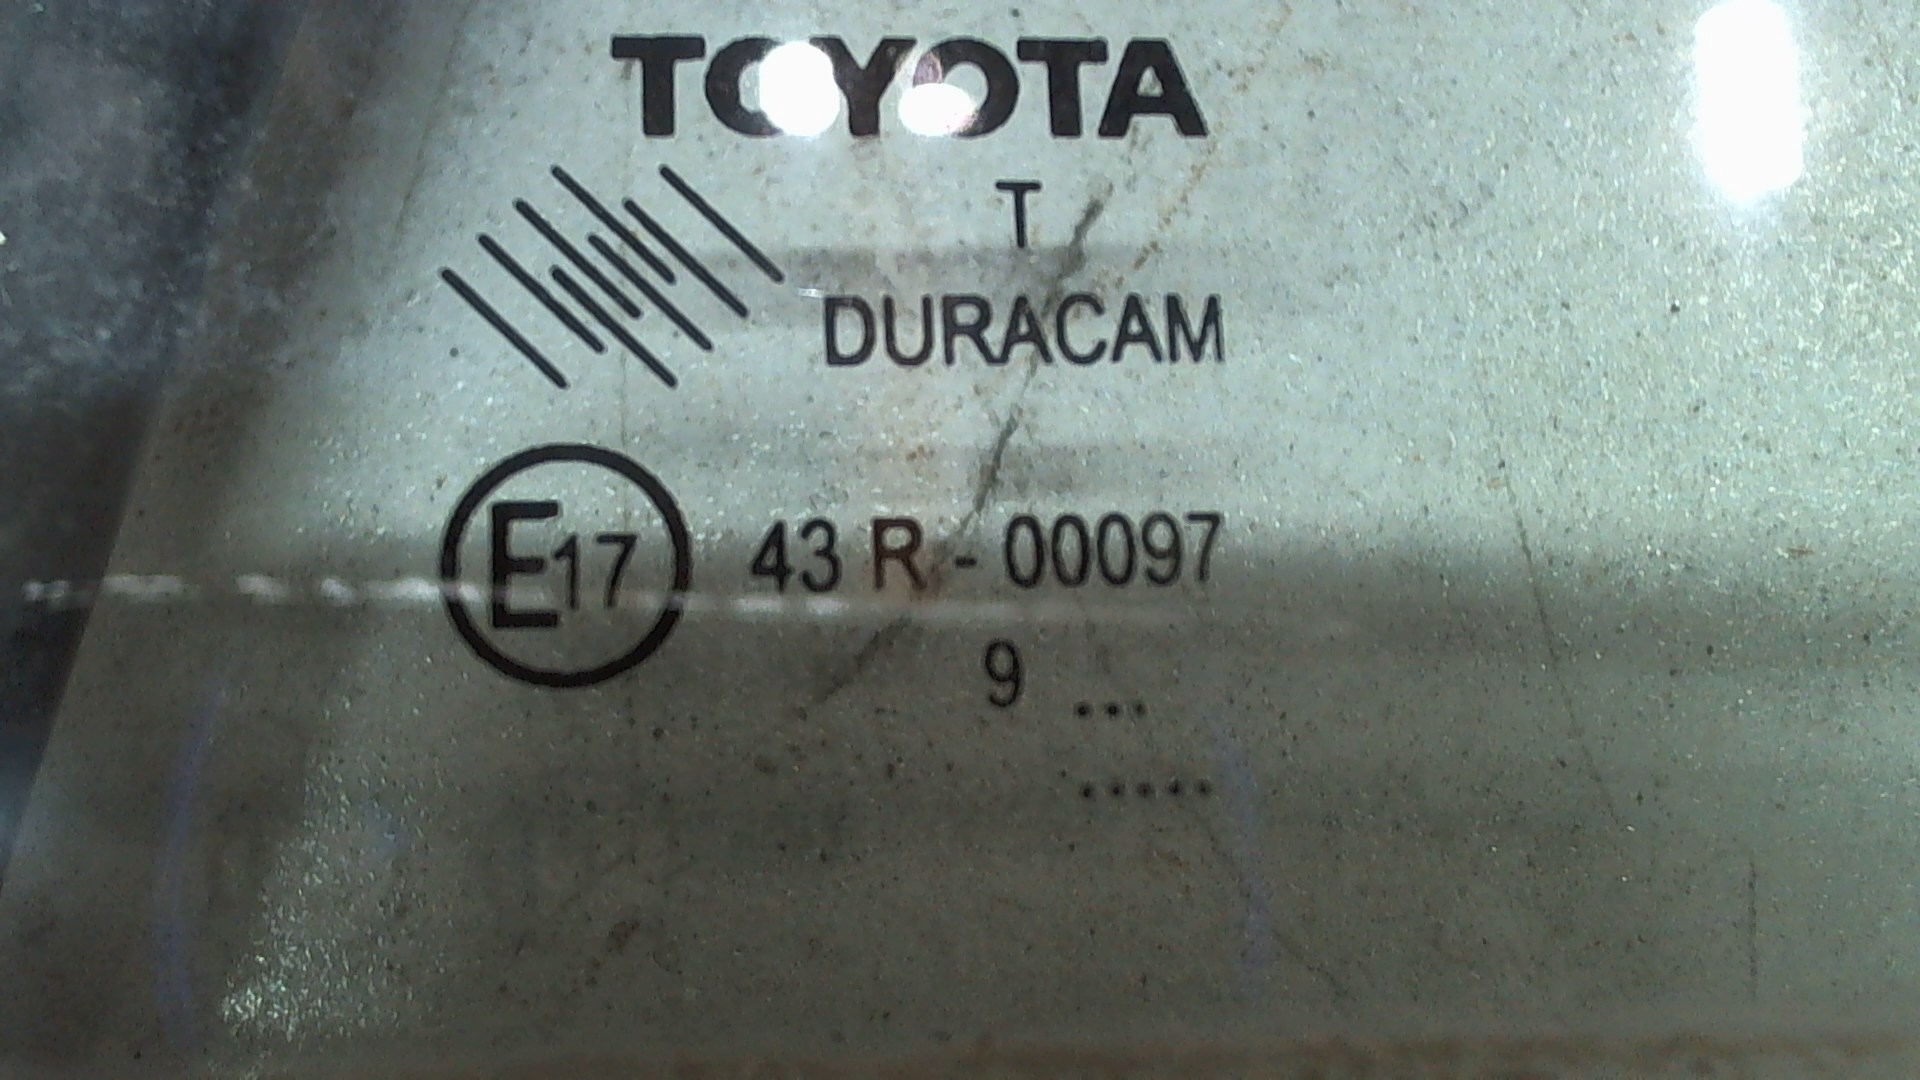 TOYOTA
T
DURACAM
E17 43 R - 00097
9 ...
.....